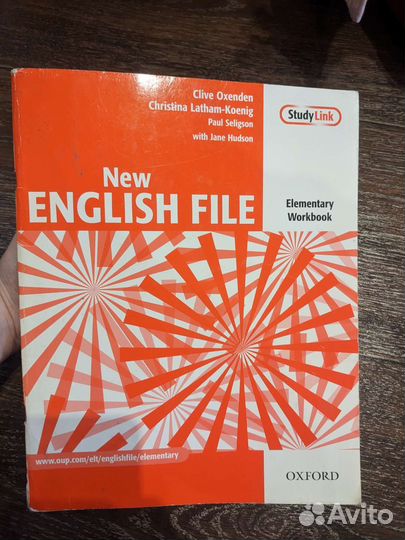 Clive Oxenden
Christina Latham-Koenig
Paul Seligson
with Jane Hudson
StudyLink
New
ENGLISH FILE
Elementary
Workbook
www.oup.com/elt/englishfile/elementary
OXFORD
Avito